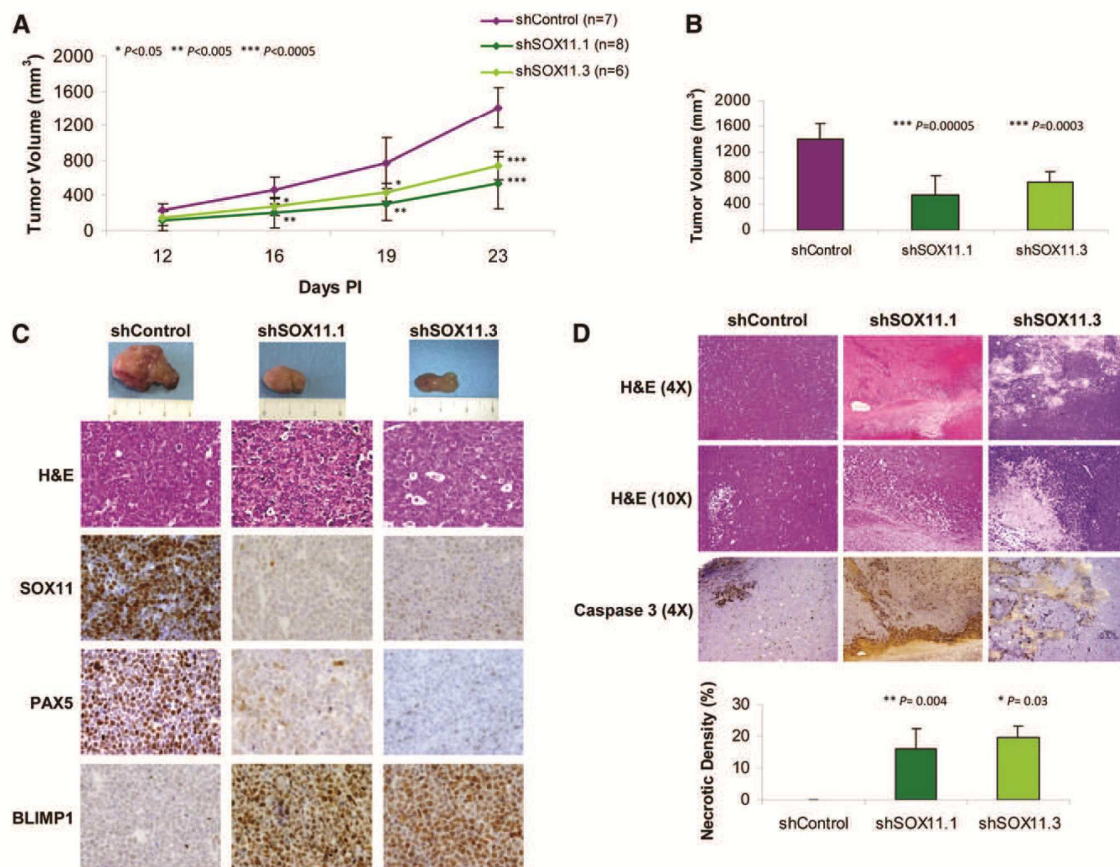 A
* P<0.05 ** P<0.005 *** P<0.0005
shControl (n=7)
shSOX11.1 (n=8)
shSOX11.3 (n=6)
Tumor Volume (mm³)
2000
1600
1200
800
400
0
*
**
*
**
***
***
12 16 19 23
Days PI
B
Tumor Volume (mm³)
2000
1600
1200
800
400
0
*** P=0.00005 *** P=0.0003
shControl shSOX11.1 shSOX11.3
C
shControl shSOX11.1 shSOX11.3
H&E
SOX11
PAX5
BLIMP1
D
shControl shSOX11.1 shSOX11.3
H&E (4X)
H&E (10X)
Caspase 3 (4X)
Necrotic Density (%)
30
20
10
0
** P= 0.004 * P= 0.03
shControl shSOX11.1 shSOX11.3